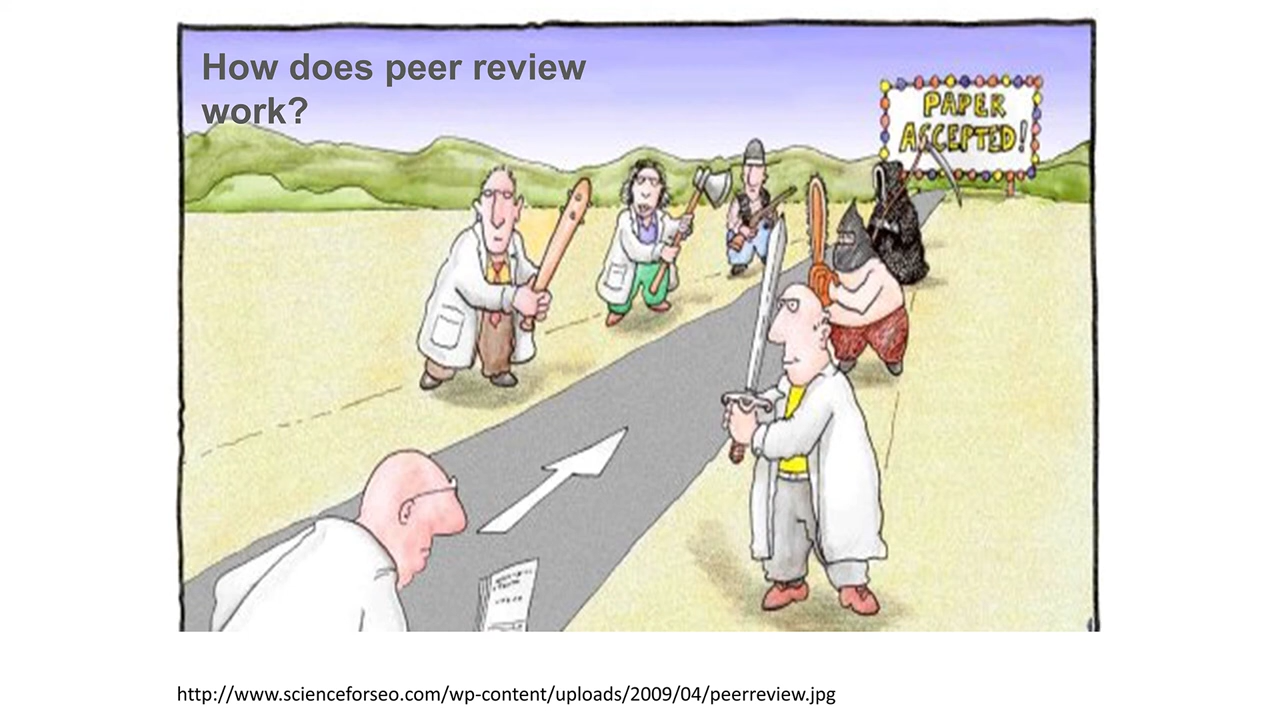 How does peer review
work?
PAPER
ACCEPTED!
http://www.scienceforseo.com/wp-content/uploads/2009/04/peerreview.jpg